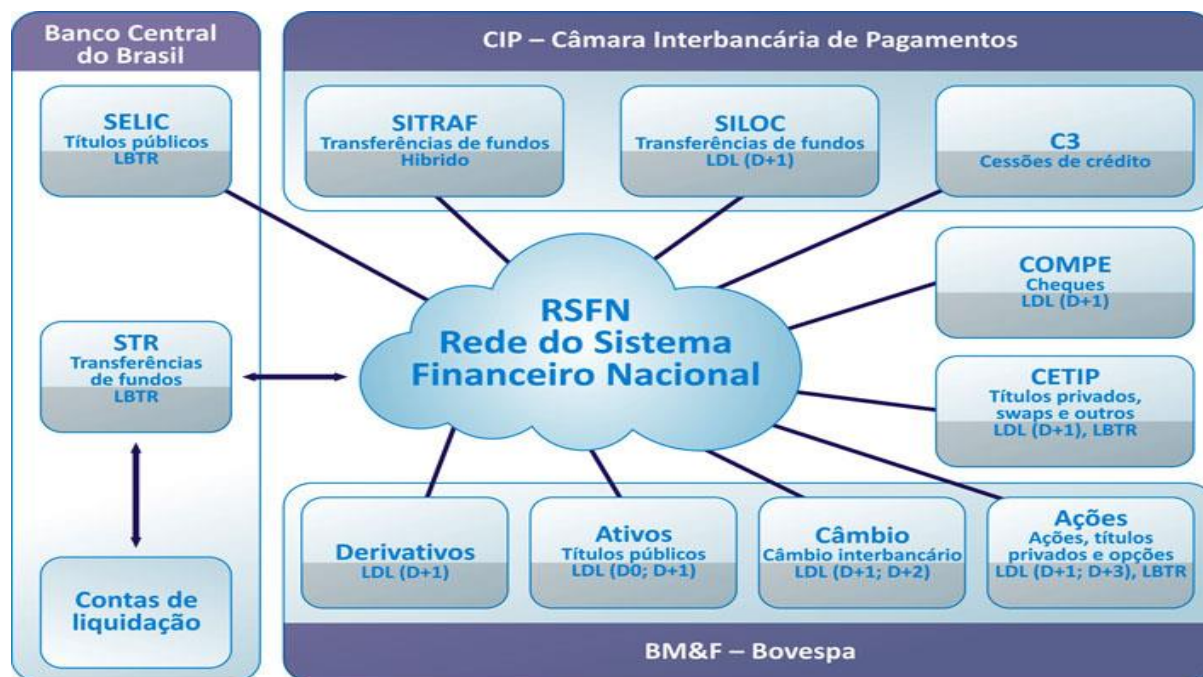 Banco Central
do Brasil
SELIC
Títulos públicos
LBTR
STR
Transferências
de fundos
LBTR
Contas de
liquidação
CIP – Câmara Interbancária de Pagamentos
SITRAF
Transferências de fundos
Hibrido
SILOC
Transferências de fundos
LDL (D+1)
C3
Cessões de crédito
RSFN
Rede do Sistema
Financeiro Nacional
COMPE
Cheques
LDL (D+1)
CETIP
Títulos privados,
swaps e outros
LDL (D+1), LBTR
Derivativos
LDL (D+1)
Ativos
Títulos públicos
LDL (D0; D+1)
Câmbio
Câmbio interbancário
LDL (D+1; D+2)
Ações
Ações, títulos
privados e opções
LDL (D+1; D+3), LBTR
BM&F – Bovespa